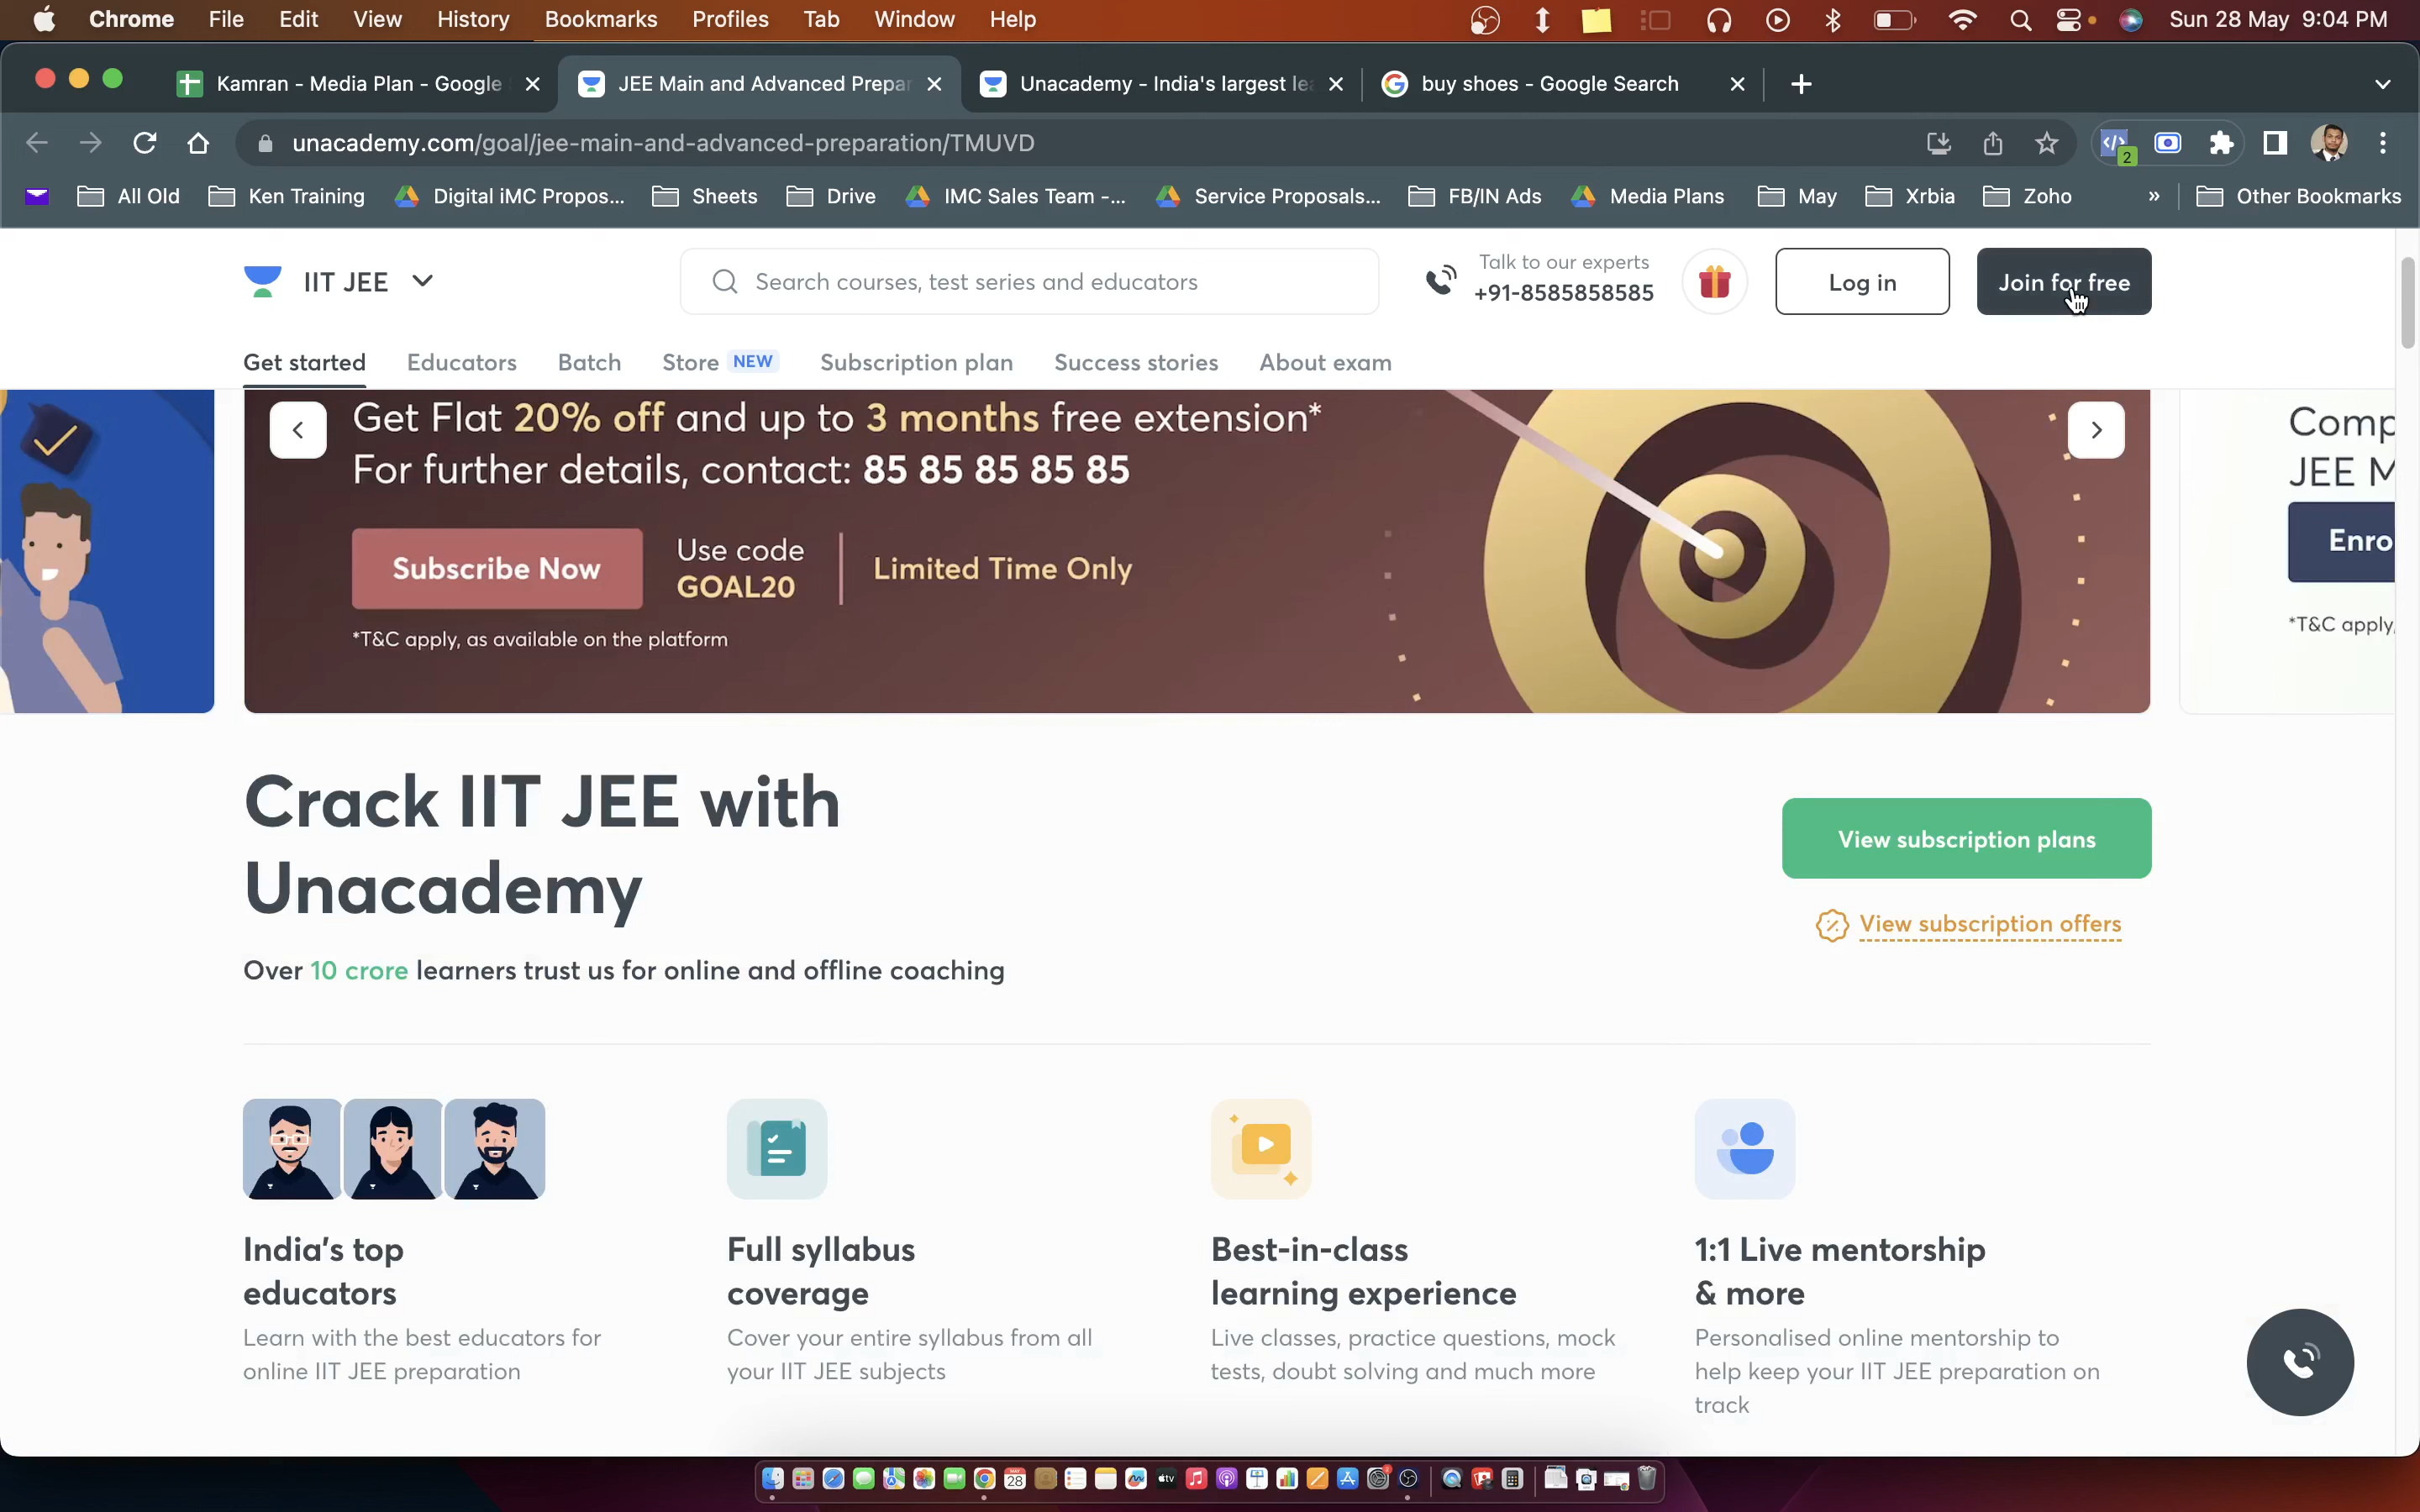 Chrome File Edit View History Bookmarks Profiles Tab Window Help Sun 28 May 9:04 PM
Kamran - Media Plan - Google JEE Main and Advanced Prepar Unacademy - India's largest lea buy shoes - Google Search
unacademy.com/goal/jee-main-and-advanced-preparation/TMUVD 2
All Old Ken Training Digital iMC Propos... Sheets Drive IMC Sales Team -... Service Proposals... FB/IN Ads Media Plans May Xrbia Zoho » Other Bookmarks
IIT JEE Search courses, test series and educators Talk to our experts
+91-8585858585 Log in Join for free
Get started Educators Batch Store NEW Subscription plan Success stories About exam
Get Flat 20% off and up to 3 months free extension*
For further details, contact: 85 85 85 85 85
Subscribe Now Use code
GOAL20 Limited Time Only
*T&C apply, as available on the platform
Comp
JEE M
Enro
*T&C apply,
Crack IIT JEE with
Unacademy
Over 10 crore learners trust us for online and offline coaching
View subscription plans
View subscription offers
India's top
educators
Learn with the best educators for
online IIT JEE preparation
Full syllabus
coverage
Cover your entire syllabus from all
your IIT JEE subjects
Best-in-class
learning experience
Live classes, practice questions, mock
tests, doubt solving and much more
1:1 Live mentorship
& more
Personalised online mentorship to
help keep your IIT JEE preparation on
track
28
tv